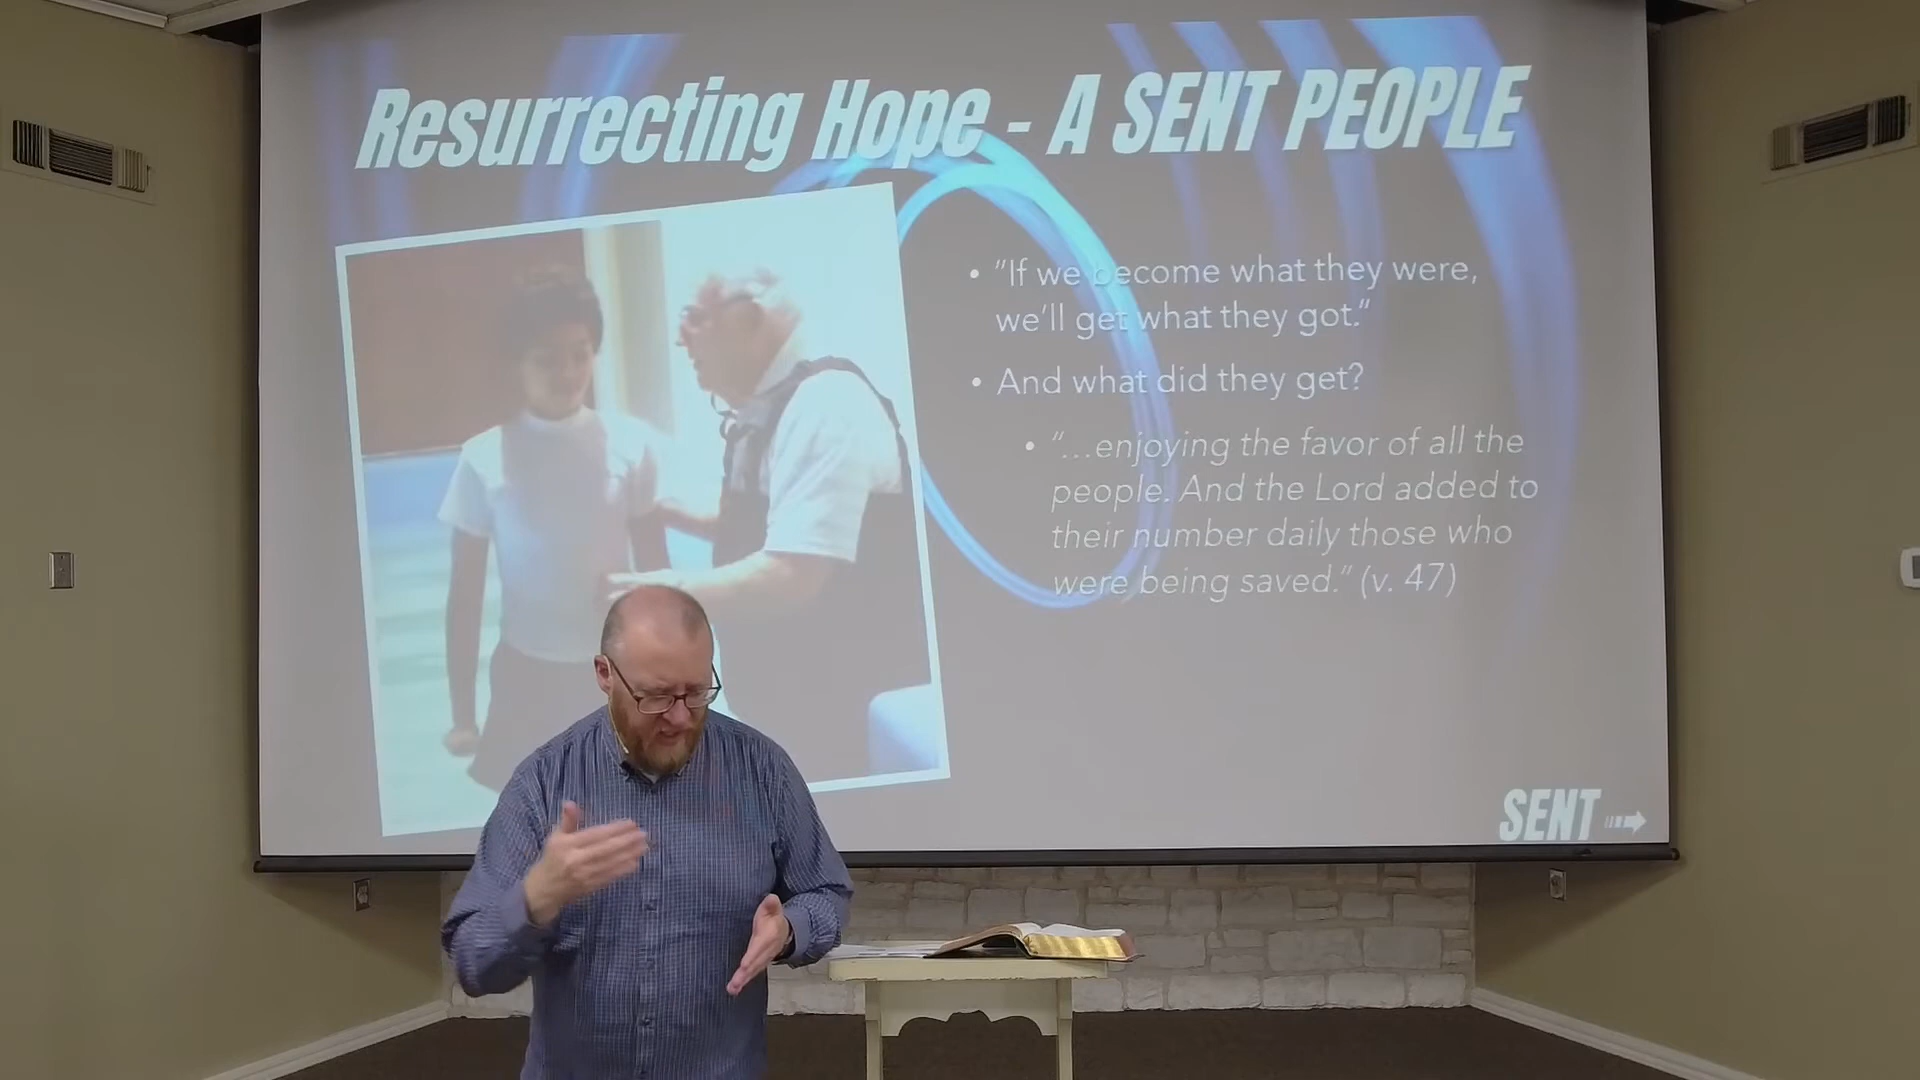 Resurrecting Hope - A SENT PEOPLE
• "If we become what they were,
we'll get what they got."
• And what did they get?
• "...enjoying the favor of all the
people. And the Lord added to
their number daily those who
were being saved." (v. 47)
SENT